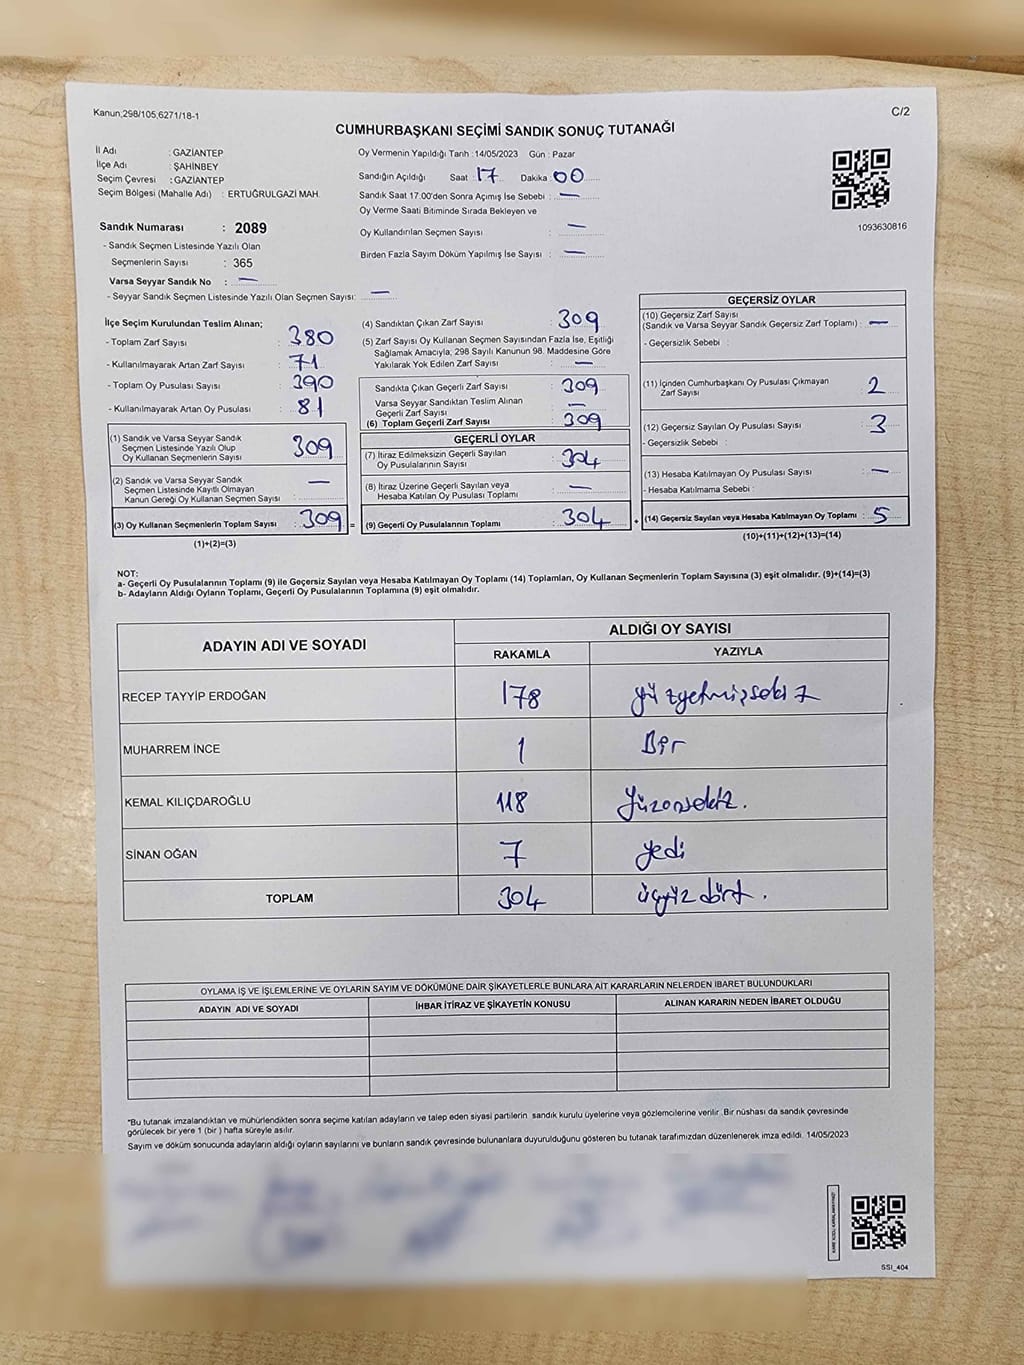 Kanun,298/105,6271/18-1
C/2
CUMHURBAŞKANI SEÇİMİ SANDIK SONUÇ TUTANAĞI
İl Adı : GAZİANTEP
İlçe Adı : ŞAHİNBEY
Seçim Çevresi : GAZİANTEP
Seçim Bölgesi (Mahalle Adı) : ERTUĞRULGAZİ MAH.
Oy Vermenin Yapıldığı Tarih :14/05/2023 Gün : Pazar
Sandığın Açıldığı Saat : 17 Dakika : 00
Sandık Saat 17.00'den Sonra Açımış İse Sebebi : —
Oy Verme Saati Bitiminde Sırada Bekleyen ve
Oy Kullandırılan Seçmen Sayısı : —
Birden Fazla Sayım Döküm Yapılmış İse Sayısı : —
1093630816
Sandık Numarası : 2089
- Sandık Seçmen Listesinde Yazılı Olan
Seçmenlerin Sayısı : 365
Varsa Seyyar Sandık No : —
- Seyyar Sandık Seçmen Listesinde Yazılı Olan Seçmen Sayısı: —
İlçe Seçim Kurulundan Teslim Alınan;
- Toplam Zarf Sayısı : 380
- Kullanılmayarak Artan Zarf Sayısı : 71
- Toplam Oy Pusulası Sayısı : 390
- Kullanılmayarak Artan Oy Pusulası : 81
(1) Sandık ve Varsa Seyyar Sandık
Seçmen Listesinde Yazılı Olup
Oy Kullanan Seçmenlerin Sayısı : 309
(2) Sandık ve Varsa Seyyar Sandık
Seçmen Listesinde Kayıtlı Olmayan
Kanun Gereği Oy Kullanan Seçmen Sayısı : —
(3) Oy Kullanan Seçmenlerin Toplam Sayısı : 309 =
(1)+(2)=(3)
(4) Sandıktan Çıkan Zarf Sayısı : 309
(5) Zarf Sayısı Oy Kullanan Seçmen Sayısından Fazla İse, Eşitliği
Sağlamak Amacıyla; 298 Sayılı Kanunun 98. Maddesine Göre
Yakılarak Yok Edilen Zarf Sayısı : —
Sandıkta Çıkan Geçerli Zarf Sayısı : 309
Varsa Seyyar Sandıktan Teslim Alınan
Geçerli Zarf Sayısı : —
(6) Toplam Geçerli Zarf Sayısı : 309
GEÇERLİ OYLAR
(7) İtiraz Edilmeksizin Geçerli Sayılan
Oy Pusulalarının Sayısı : 304
(8) İtiraz Üzerine Geçerli Sayılan veya
Hesaba Katılan Oy Pusulası Toplamı : —
(9) Geçerli Oy Pusulalarının Toplamı : 304 +
GEÇERSİZ OYLAR
(10) Geçersiz Zarf Sayısı
(Sandık ve Varsa Seyyar Sandık Geçersiz Zarf Toplamı) : —
- Geçersizlik Sebebi :
(11) İçinden Cumhurbaşkanı Oy Pusulası Çıkmayan
Zarf Sayısı : 2
(12) Geçersiz Sayılan Oy Pusulası Sayısı : 3
- Geçersizlik Sebebi :
(13) Hesaba Katılmayan Oy Pusulası Sayısı : —
- Hesaba Katılmama Sebebi :
(14) Geçersiz Sayılan veya Hesaba Katılmayan Oy Toplamı : 5
(10)+(11)+(12)+(13)=(14)
NOT:
a- Geçerli Oy Pusulalarının Toplamı (9) ile Geçersiz Sayılan veya Hesaba Katılmayan Oy Toplamı (14) Toplamları, Oy Kullanan Seçmenlerin Toplam Sayısına (3) eşit olmalıdır. (9)+(14)=(3)
b- Adayların Aldığı Oyların Toplamı, Geçerli Oy Pusulalarının Toplamına (9) eşit olmalıdır.
ADAYIN ADI VE SOYADI
ALDIĞI OY SAYISI
RAKAMLA YAZIYLA
RECEP TAYYİP ERDOĞAN 178 yüzyetmişsekiz
MUHARREM İNCE 1 Bir
KEMAL KILIÇDAROĞLU 118 Yüzonsekiz.
SİNAN OĞAN 7 yedi
TOPLAM 304 üçyüz dört.
OYLAMA İŞ VE İŞLEMLERİNE VE OYLARIN SAYIM VE DÖKÜMÜNE DAİR ŞİKAYETLERLE BUNLARA AİT KARARLARIN NELERDEN İBARET BULUNDUKLARI
ADAYIN ADI VE SOYADI İHBAR İTİRAZ VE ŞİKAYETİN KONUSU ALINAN KARARIN NEDEN İBARET OLDUĞU
*Bu tutanak imzalandıktan ve mühürlendikten sonra seçime katılan adayların ve talep eden siyasi partilerin sandık kurulu üyelerine veya gözlemcilerine verilir. Bir nüshası da sandık çevresinde
görülecek bir yere 1 (bir ) hafta süreyle asılır.
Sayım ve döküm sonucunda adayların aldığı oyların sayılarını ve bunların sandık çevresinde bulunanlara duyurulduğunu gösteren bu tutanak tarafımızdan düzenlenerek imza edildi. 14/05/2023
SSI_404